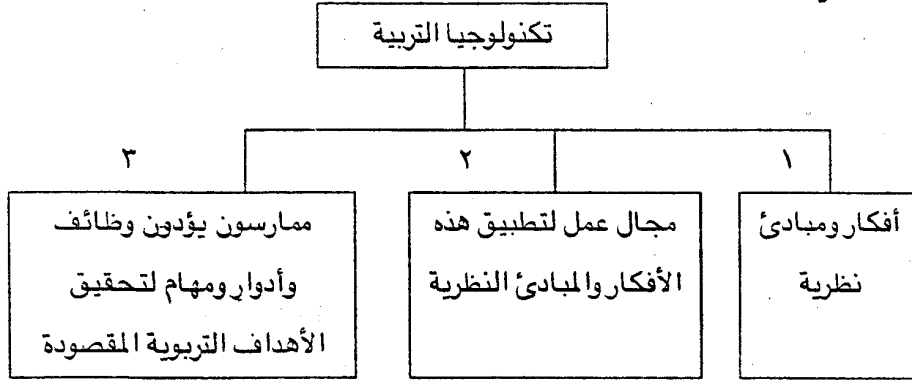 تكنولوجيا التربية
١
٢
٣
أفكار ومبادئ
نظرية
مجال عمل لتطبيق هذه
الأفكار والمبادئ النظرية
ممارسون يؤدون وظائف
وأدوار ومهام لتحقيق
الأهداف التربوية المقصودة